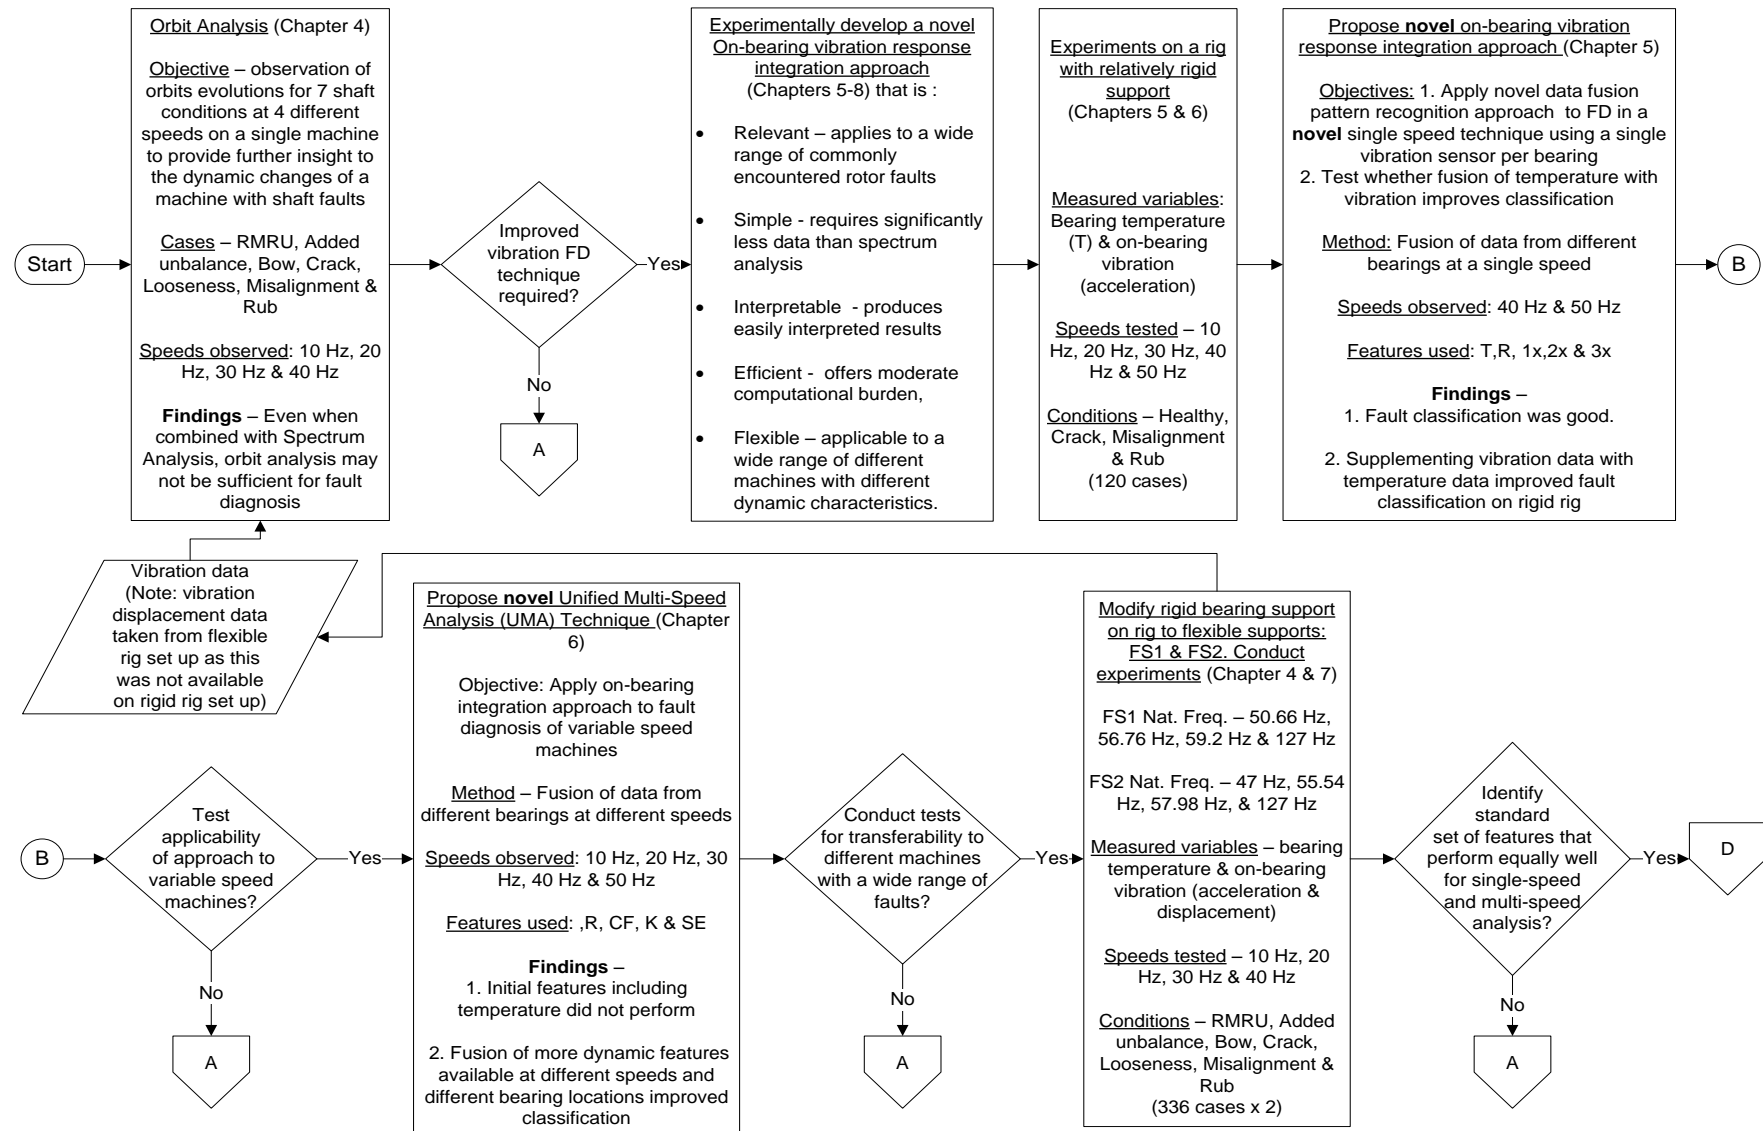 Start
Orbit Analysis (Chapter 4)
Objective – observation of
orbits evolutions for 7 shaft
conditions at 4 different
speeds on a single machine
to provide further insight to
the dynamic changes of a
machine with shaft faults
Cases – RMRU, Added
unbalance, Bow, Crack,
Looseness, Misalignment &
Rub
Speeds observed: 10 Hz, 20
Hz, 30 Hz & 40 Hz
Findings – Even when
combined with Spectrum
Analysis, orbit analysis may
not be sufficient for fault
diagnosis
Improved
vibration FD
technique
required?
Yes
No
A
Experimentally develop a novel
On-bearing vibration response
integration approach
(Chapters 5-8) that is :
• Relevant – applies to a wide
range of commonly
encountered rotor faults
• Simple - requires significantly
less data than spectrum
analysis
• Interpretable - produces
easily interpreted results
• Efficient - offers moderate
computational burden,
• Flexible – applicable to a
wide range of different
machines with different
dynamic characteristics.
Experiments on a rig
with relatively rigid
support
(Chapters 5 & 6)
Measured variables:
Bearing temperature
(T) & on-bearing
vibration
(acceleration)
Speeds tested – 10
Hz, 20 Hz, 30 Hz, 40
Hz & 50 Hz
Conditions – Healthy,
Crack, Misalignment
& Rub
(120 cases)
Propose novel on-bearing vibration
response integration approach (Chapter 5)
Objectives: 1. Apply novel data fusion
pattern recognition approach to FD in a
novel single speed technique using a single
vibration sensor per bearing
2. Test whether fusion of temperature with
vibration improves classification
Method: Fusion of data from different
bearings at a single speed
Speeds observed: 40 Hz & 50 Hz
Features used: T,R, 1x,2x & 3x
Findings –
1. Fault classification was good.
2. Supplementing vibration data with
temperature data improved fault
classification on rigid rig
B
Vibration data
(Note: vibration
displacement data
taken from flexible
rig set up as this
was not available
on rigid rig set up)
B
Test
applicability
of approach to
variable speed
machines?
Yes
No
A
Propose novel Unified Multi-Speed
Analysis (UMA) Technique (Chapter
6)
Objective: Apply on-bearing
integration approach to fault
diagnosis of variable speed
machines
Method – Fusion of data from
different bearings at different speeds
Speeds observed: 10 Hz, 20 Hz, 30
Hz, 40 Hz & 50 Hz
Features used: ,R, CF, K & SE
Findings –
1. Initial features including
temperature did not perform
2. Fusion of more dynamic features
available at different speeds and
different bearing locations improved
classification
Conduct tests
for transferability to
different machines
with a wide range of
faults?
Yes
No
A
Modify rigid bearing support
on rig to flexible supports:
FS1 & FS2. Conduct
experiments (Chapter 4 & 7)
FS1 Nat. Freq. – 50.66 Hz,
56.76 Hz, 59.2 Hz & 127 Hz
FS2 Nat. Freq. – 47 Hz, 55.54
Hz, 57.98 Hz, & 127 Hz
Measured variables – bearing
temperature & on-bearing
vibration (acceleration &
displacement)
Speeds tested – 10 Hz, 20
Hz, 30 Hz & 40 Hz
Conditions – RMRU, Added
unbalance, Bow, Crack,
Looseness, Misalignment &
Rub
(336 cases x 2)
Identify
standard
set of features that
perform equally well
for single-speed
and multi-speed
analysis?
Yes
No
A
D